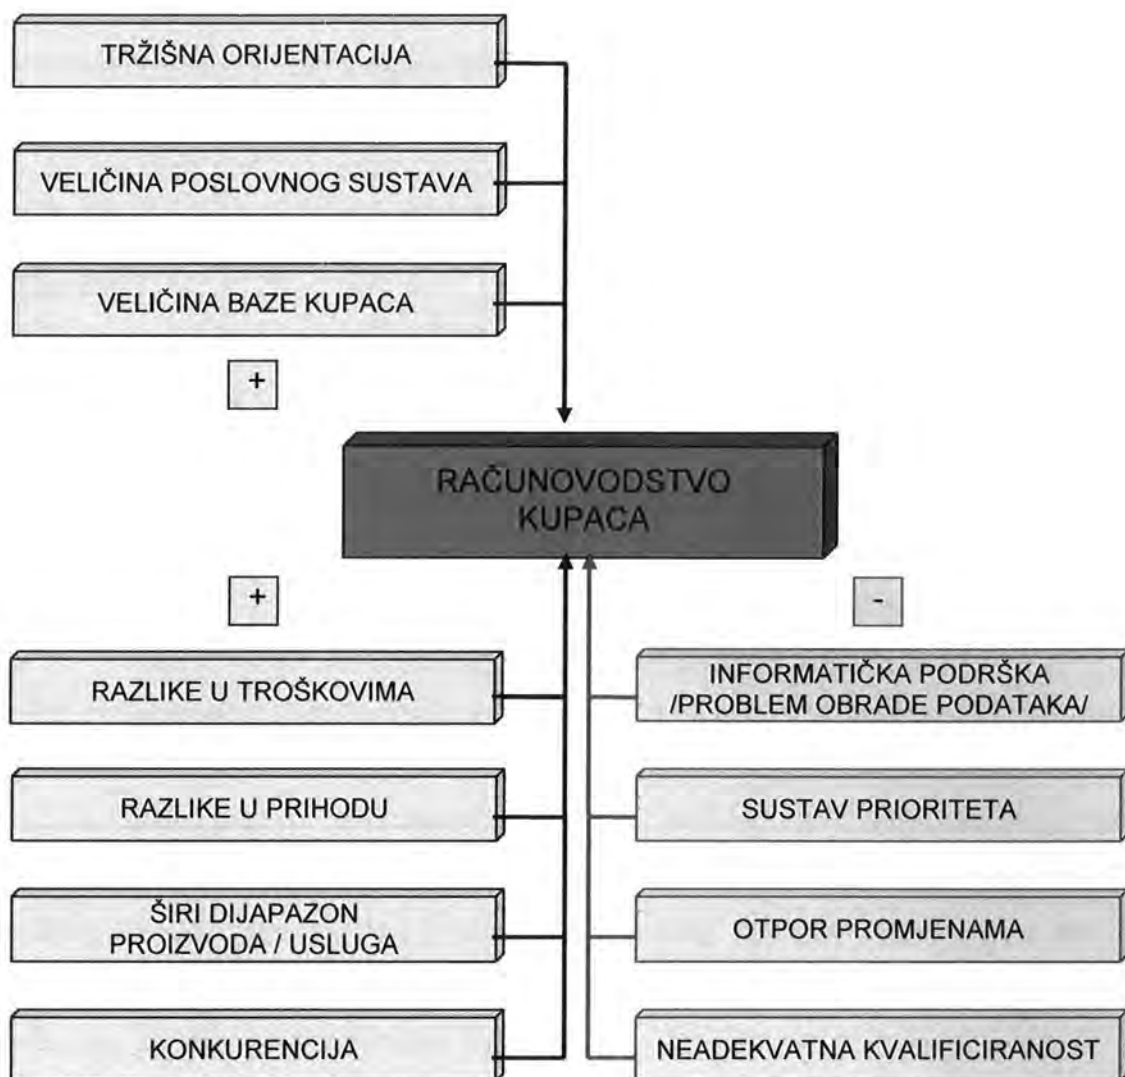 TRŽIŠNA ORIJENTACIJA
VELIČINA POSLOVNOG SUSTAVA
VELIČINA BAZE KUPACA
+
RAČUNOVODSTVO
KUPACA
+
-
RAZLIKE U TROŠKOVIMA
INFORMATIČKA PODRŠKA
/PROBLEM OBRADE PODATAKA/
RAZLIKE U PRIHODU
SUSTAV PRIORITETA
ŠIRI DIJAPAZON
PROIZVODA / USLUGA
OTPOR PROMJENAMA
KONKURENCIJA
NEADEKVATNA KVALIFICIRANOST